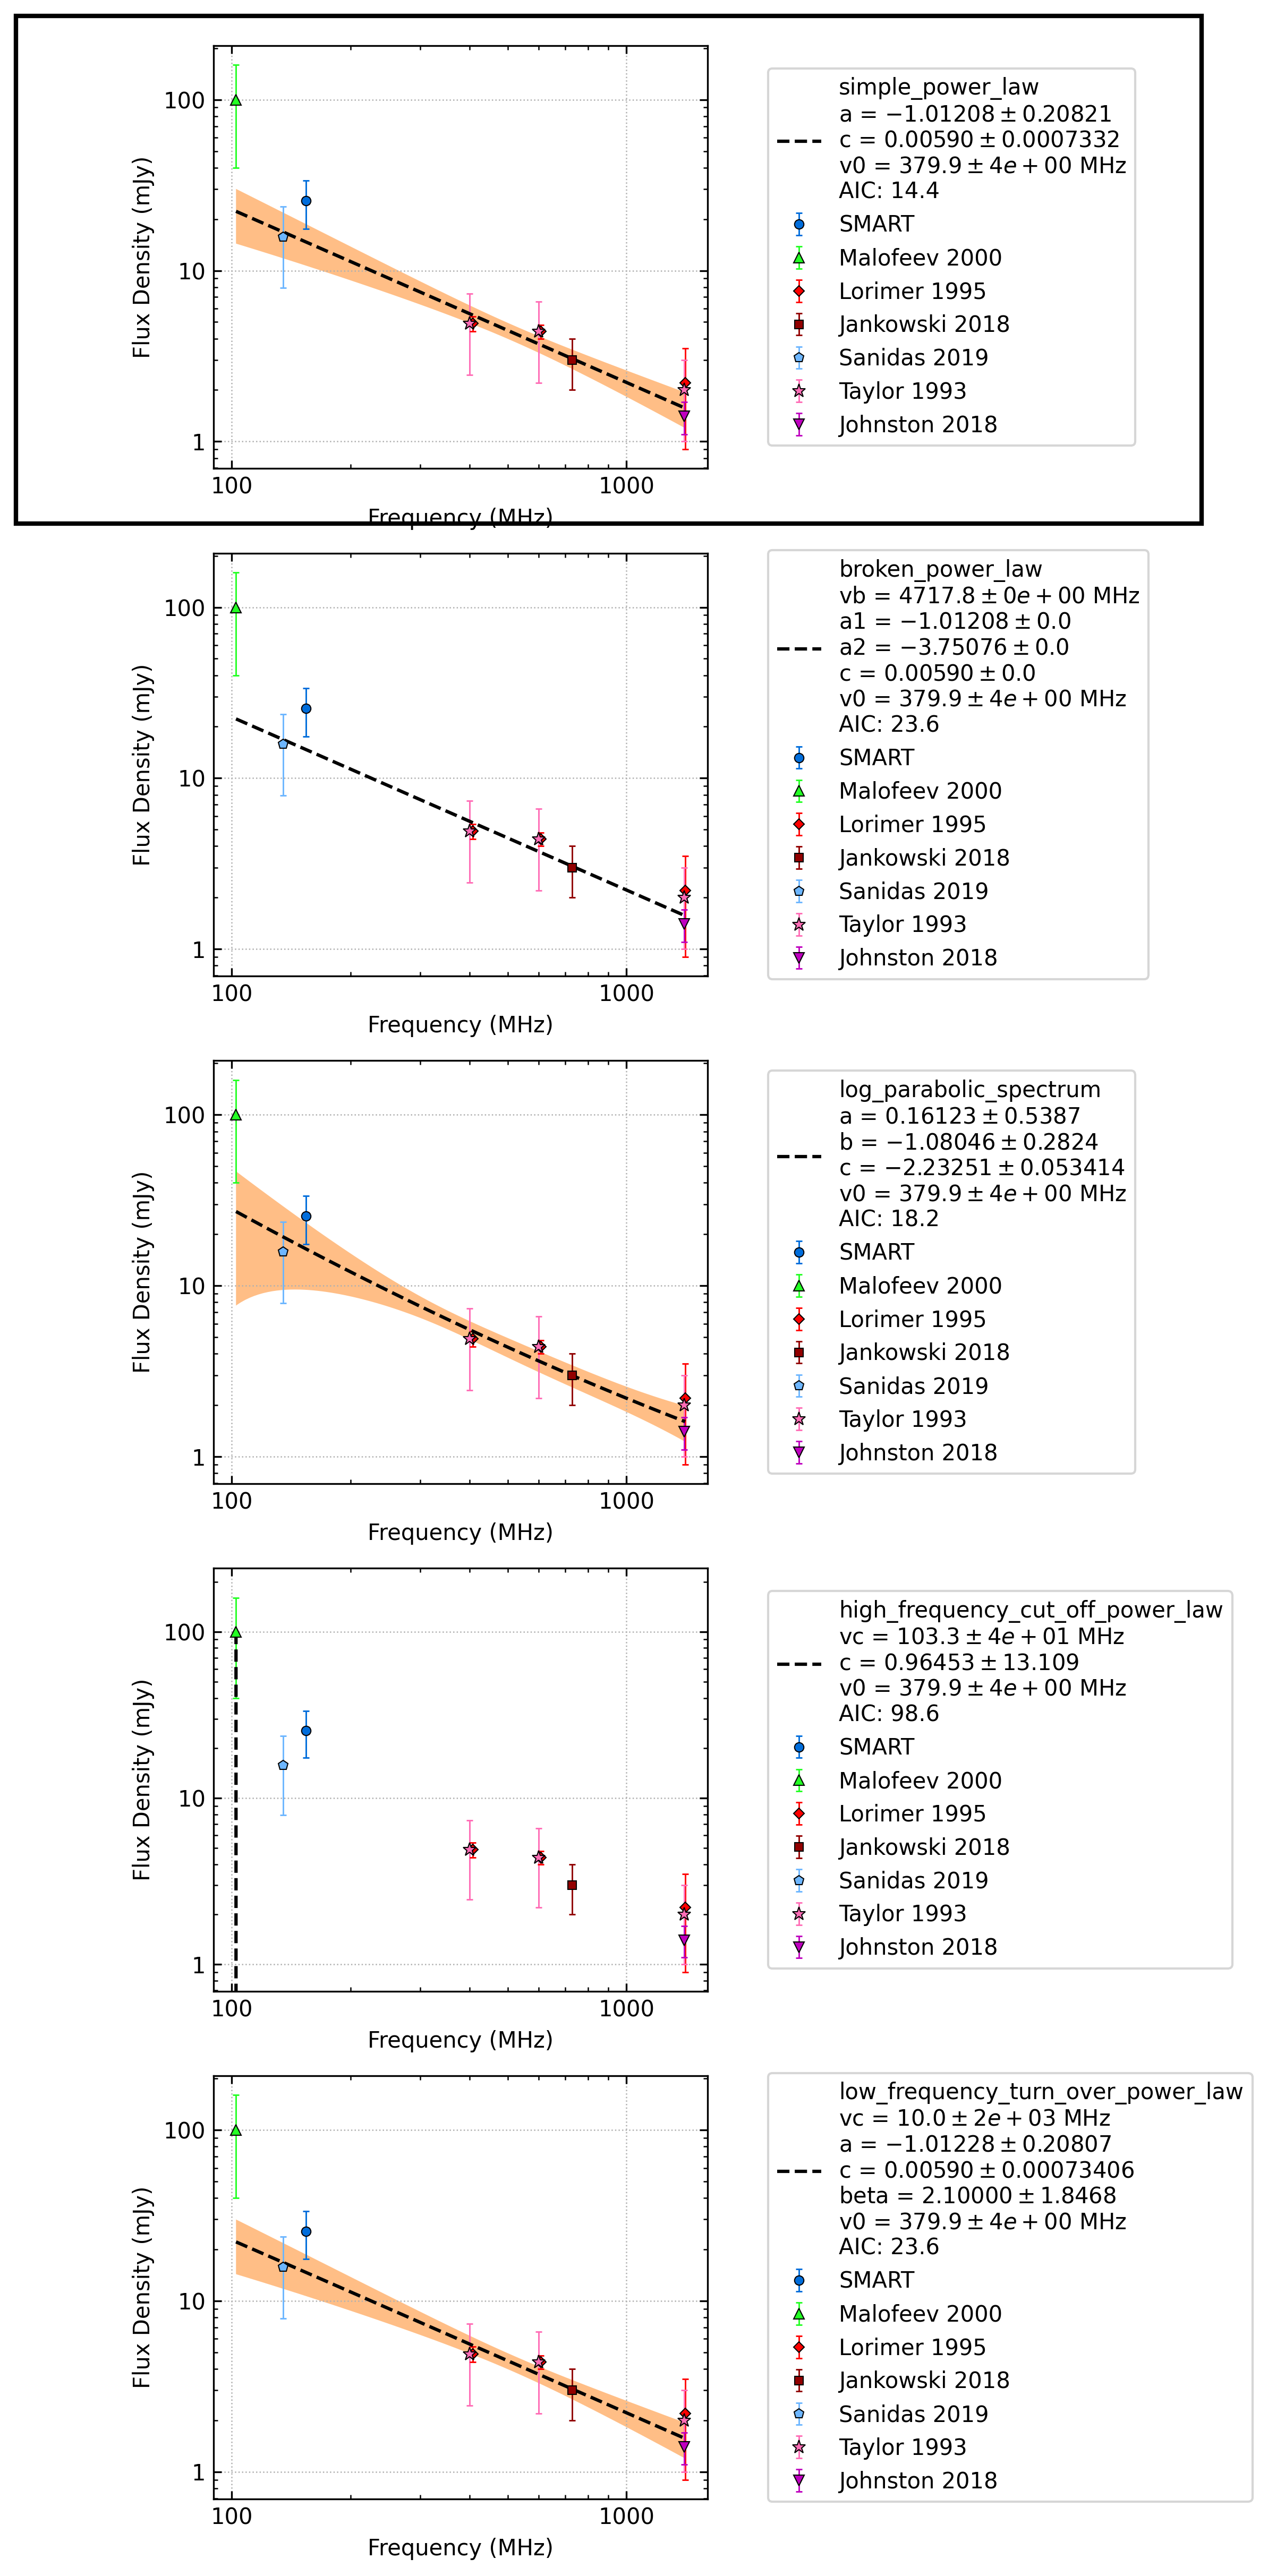 100
10
1
Flux Density (mJy)
100
1000
Frequency (MHz)
simple_power_law
a = −1.01208 ± 0.20821
c = 0.00590 ± 0.0007332
v0 = 379.9 ± 4e + 00 MHz
AIC: 14.4
SMART
Malofeev 2000
Lorimer 1995
Jankowski 2018
Sanidas 2019
Taylor 1993
Johnston 2018
100
10
1
Flux Density (mJy)
100
1000
Frequency (MHz)
broken_power_law
vb = 4717.8 ± 0e + 00 MHz
a1 = −1.01208 ± 0.0
a2 = −3.75076 ± 0.0
c = 0.00590 ± 0.0
v0 = 379.9 ± 4e + 00 MHz
AIC: 23.6
SMART
Malofeev 2000
Lorimer 1995
Jankowski 2018
Sanidas 2019
Taylor 1993
Johnston 2018
100
10
1
Flux Density (mJy)
100
1000
Frequency (MHz)
log_parabolic_spectrum
a = 0.16123 ± 0.5387
b = −1.08046 ± 0.2824
c = −2.23251 ± 0.053414
v0 = 379.9 ± 4e + 00 MHz
AIC: 18.2
SMART
Malofeev 2000
Lorimer 1995
Jankowski 2018
Sanidas 2019
Taylor 1993
Johnston 2018
100
10
1
Flux Density (mJy)
100
1000
Frequency (MHz)
high_frequency_cut_off_power_law
vc = 103.3 ± 4e + 01 MHz
c = 0.96453 ± 13.109
v0 = 379.9 ± 4e + 00 MHz
AIC: 98.6
SMART
Malofeev 2000
Lorimer 1995
Jankowski 2018
Sanidas 2019
Taylor 1993
Johnston 2018
100
10
1
Flux Density (mJy)
100
1000
Frequency (MHz)
low_frequency_turn_over_power_law
vc = 10.0 ± 2e + 03 MHz
a = −1.01228 ± 0.20807
c = 0.00590 ± 0.00073406
beta = 2.10000 ± 1.8468
v0 = 379.9 ± 4e + 00 MHz
AIC: 23.6
SMART
Malofeev 2000
Lorimer 1995
Jankowski 2018
Sanidas 2019
Taylor 1993
Johnston 2018